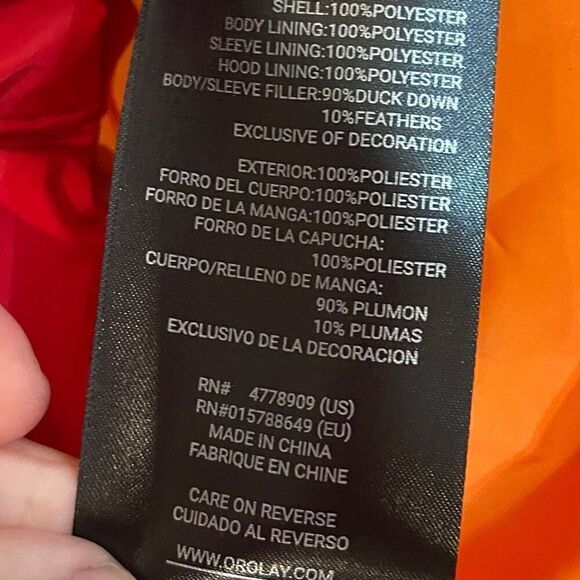 SHELL:100%POLYESTER
BODY LINING:100%POLYESTER
SLEEVE LINING:100%POLYESTER
HOOD LINING:100%POLYESTER
BODY/SLEEVE FILLER:90%DUCK DOWN
10%FEATHERS
EXCLUSIVE OF DECORATION
EXTERIOR:100%POLIESTER
FORRO DEL CUERPO:100%POLIESTER
FORRO DE LA MANGA:100%POLIESTER
FORRO DE LA CAPUCHA:
100%POLIESTER
CUERPO/RELLENO DE MANGA:
90% PLUMON
10% PLUMAS
EXCLUSIVO DE LA DECORACION
RN# 4778909 (US)
RN#015788649 (EU)
MADE IN CHINA
FABRIQUE EN CHINE
CARE ON REVERSE
CUIDADO AL REVERSO
WWW.OROLAY.COM